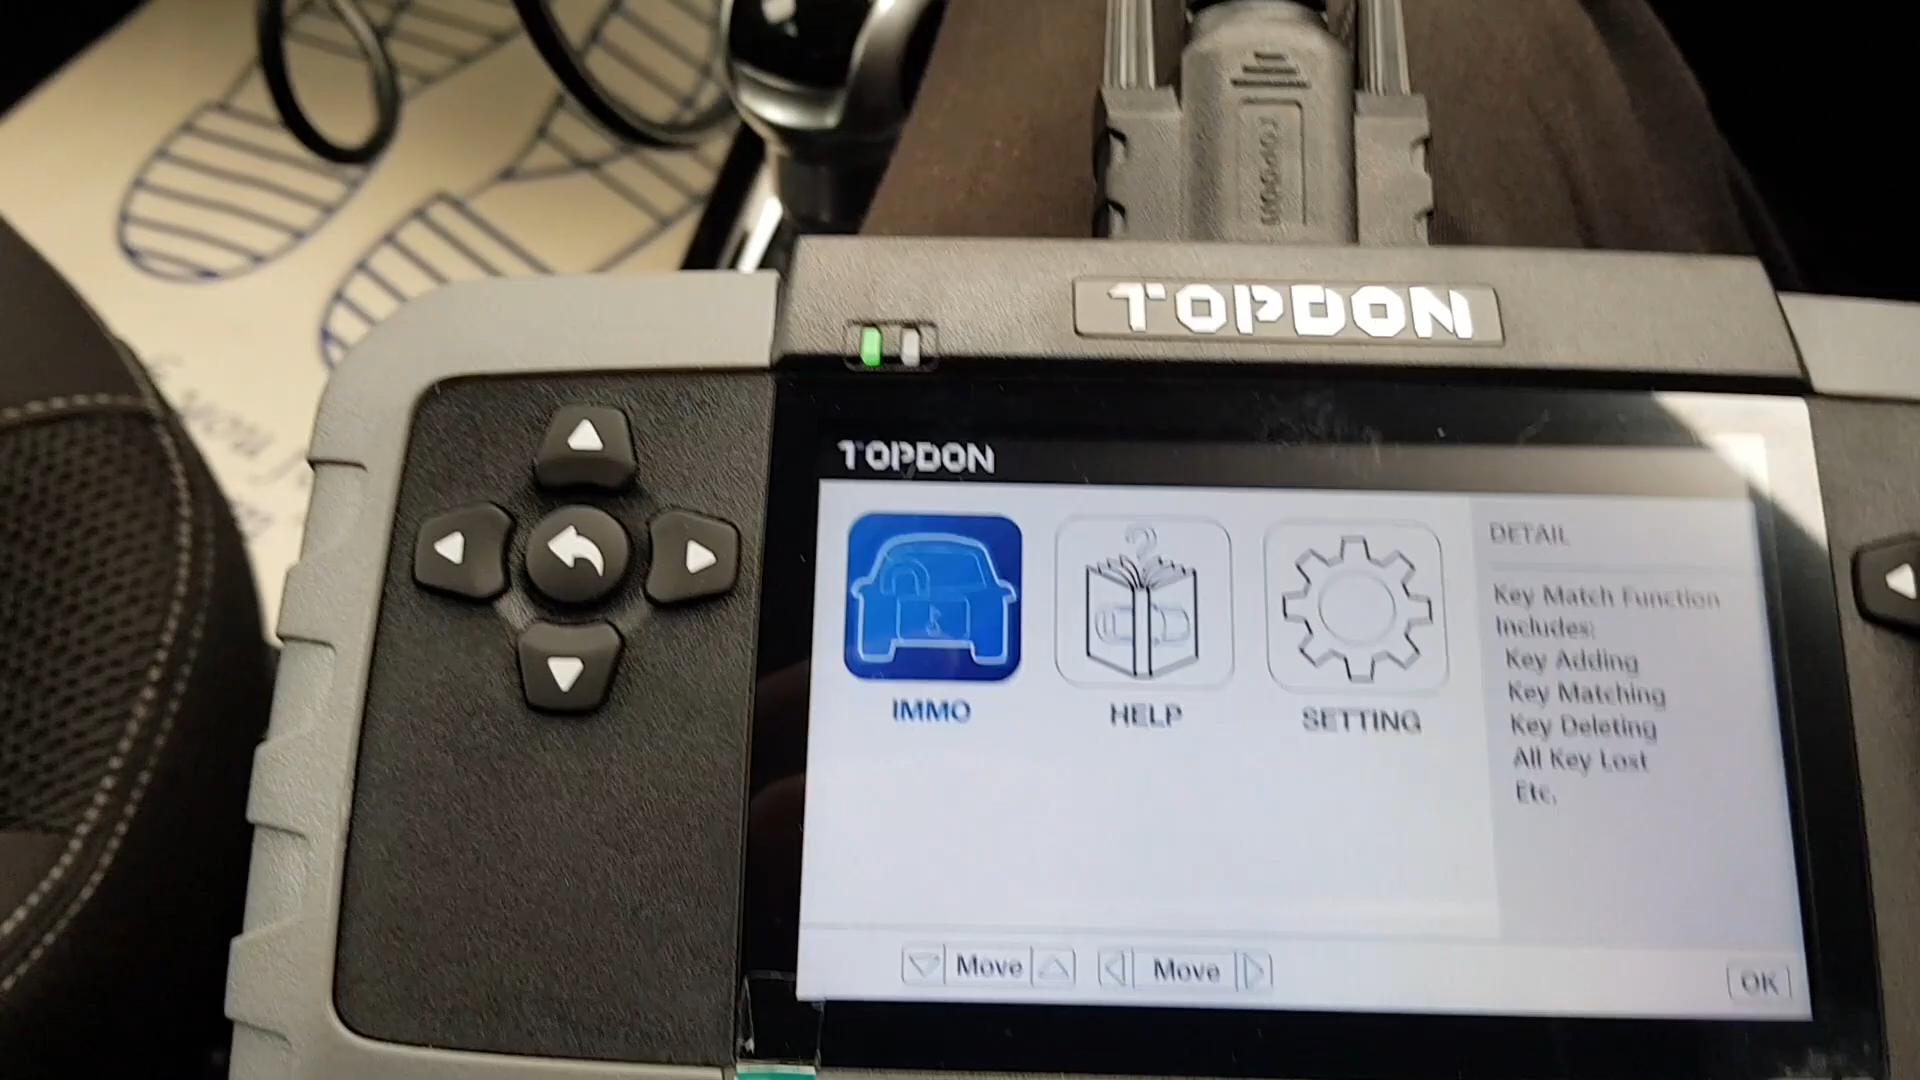 TOPDON
TOPDON
TOPDON
IMMO
HELP
SETTING
DETAIL
Key Match Function
Includes:
Key Adding
Key Matching
Key Deleting
All Key Lost
Etc.
Move
Move
OK